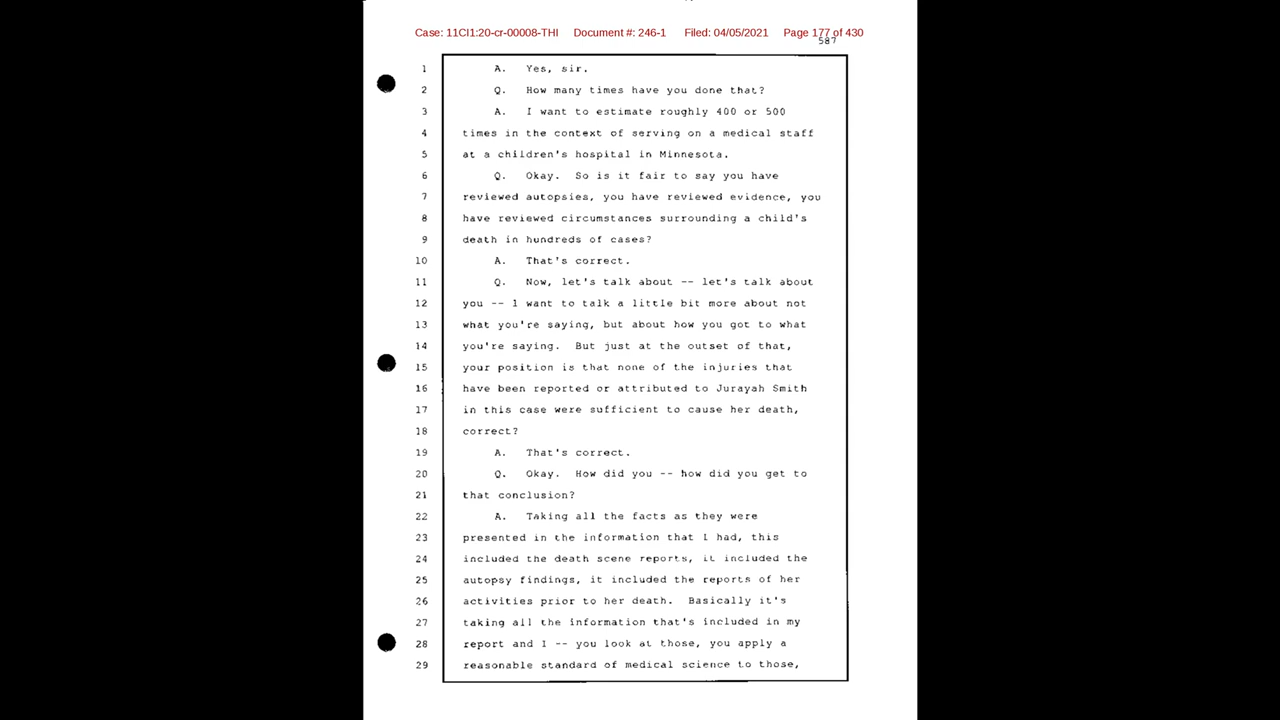 Case: 11CI1:20-cr-00008-THI Document #: 246-1 Filed: 04/05/2021 Page 177 of 430
587
1 A. Yes, sir.
2 Q. How many times have you done that?
3 A. I want to estimate roughly 400 or 500
4 times in the context of serving on a medical staff
5 at a children's hospital in Minnesota.
6 Q. Okay. So is it fair to say you have
7 reviewed autopsies, you have reviewed evidence, you
8 have reviewed circumstances surrounding a child's
9 death in hundreds of cases?
10 A. That's correct.
11 Q. Now, let's talk about -- let's talk about
12 you -- I want to talk a little bit more about not
13 what you're saying, but about how you got to what
14 you're saying. But just at the outset of that,
15 your position is that none of the injuries that
16 have been reported or attributed to Jurayah Smith
17 in this case were sufficient to cause her death,
18 correct?
19 A. That's correct.
20 Q. Okay. How did you -- how did you get to
21 that conclusion?
22 A. Taking all the facts as they were
23 presented in the information that I had, this
24 included the death scene reports, it included the
25 autopsy findings, it included the reports of her
26 activities prior to her death. Basically it's
27 taking all the information that's included in my
28 report and I -- you look at those, you apply a
29 reasonable standard of medical science to those,